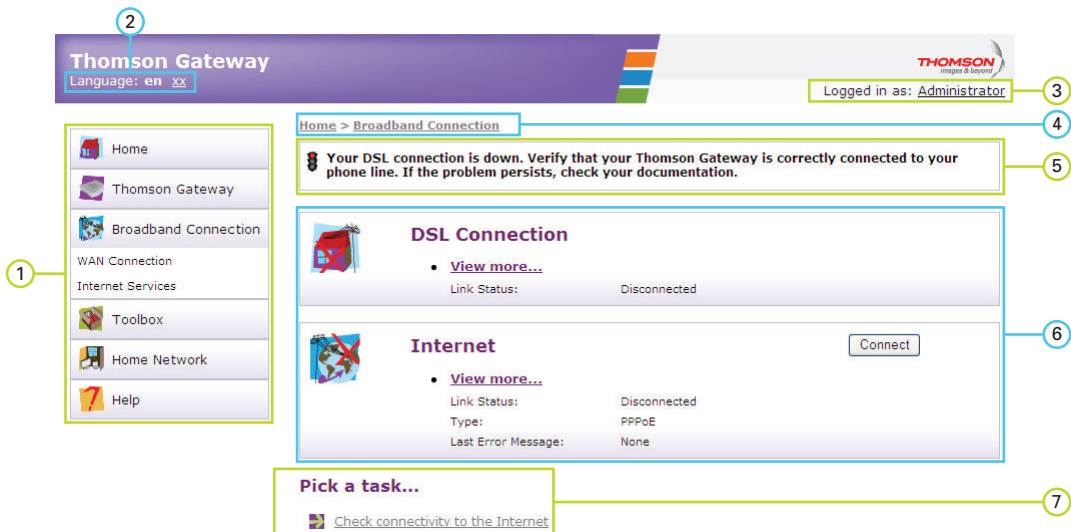 2
Thomson Gateway
Language: en xx
THOMSON
images & beyond
Logged in as: Administrator
3
Home > Broadband Connection
4
Your DSL connection is down. Verify that your Thomson Gateway is correctly connected to your
phone line. If the problem persists, check your documentation.
5
1
Home
Thomson Gateway
Broadband Connection
WAN Connection
Internet Services
Toolbox
Home Network
Help
DSL Connection
• View more...
Link Status: Disconnected
Internet
Connect
6
• View more...
Link Status: Disconnected
Type: PPPoE
Last Error Message: None
Pick a task...
7
Check connectivity to the Internet